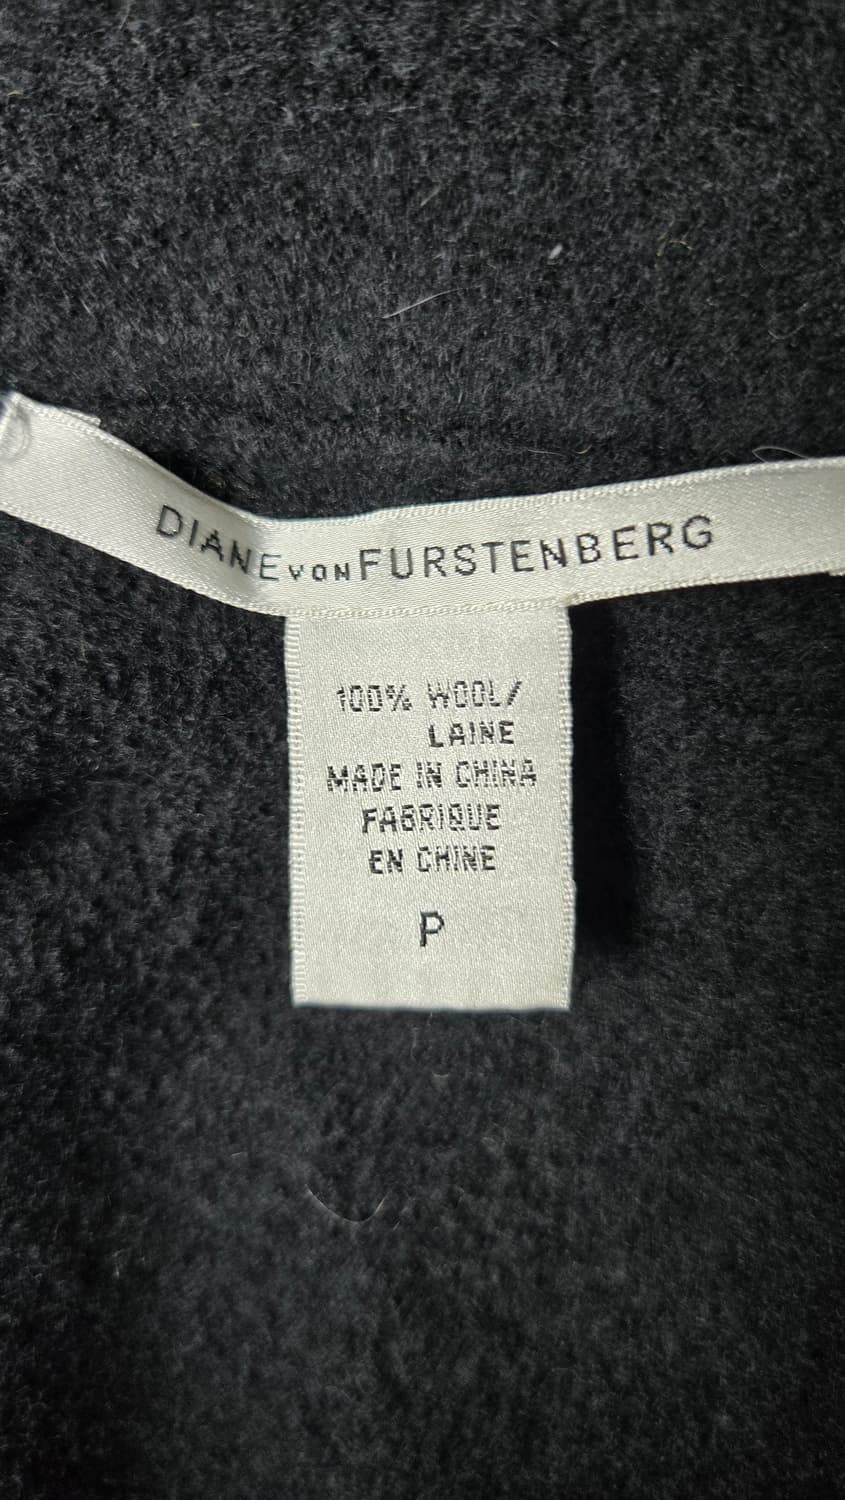 DIANE VON FURSTENBERG
100% WOOL/
LAINE
MADE IN CHINA
FABRIQUE
EN CHINE
P